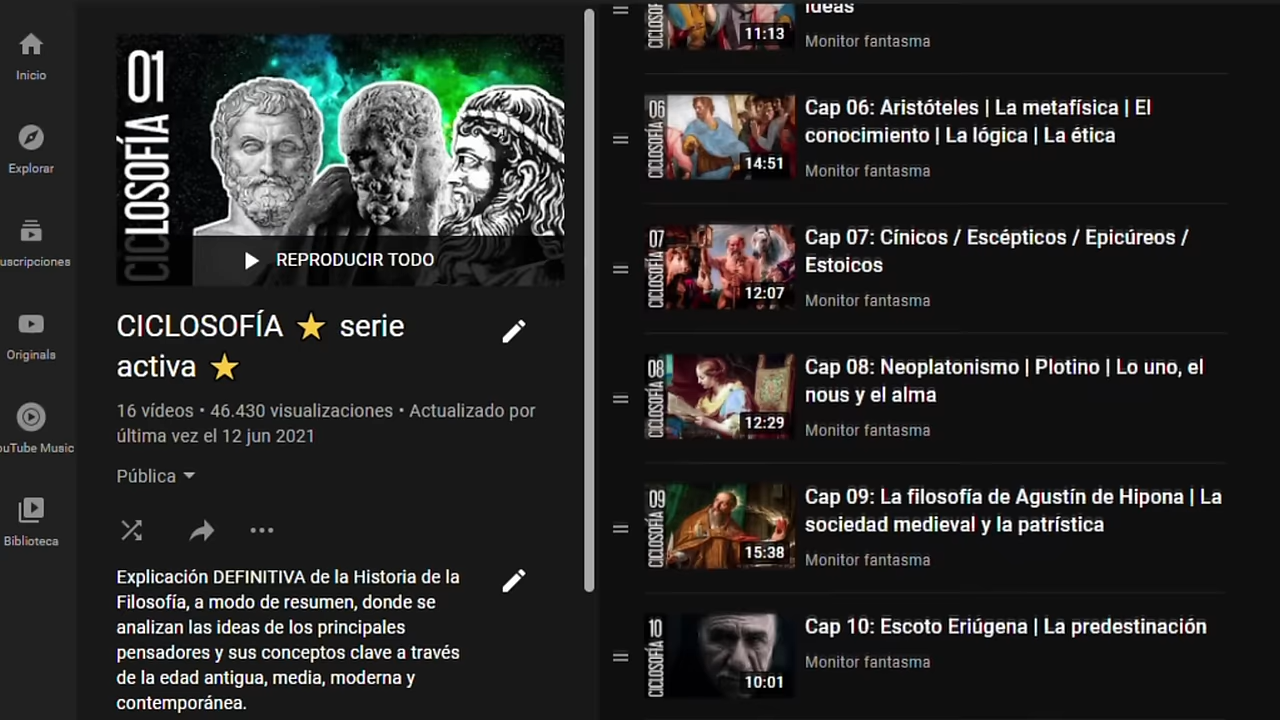 Inicio
Explorar
uscripciones
Originals
ouTube Music
Biblioteca
CICLOSOFÍA 01
REPRODUCIR TODO
CICLOSOFÍA ⭐ serie
activa ⭐
16 vídeos • 46.430 visualizaciones • Actualizado por
última vez el 12 jun 2021
Pública
Explicación DEFINITIVA de la Historia de la
Filosofía, a modo de resumen, donde se
analizan las ideas de los principales
pensadores y sus conceptos clave a través
de la edad antigua, media, moderna y
contemporánea.
CICLOSOFÍA
11:13
ideas
Monitor fantasma
CICLOSOFÍA 06
14:51
Cap 06: Aristóteles | La metafísica | El
conocimiento | La lógica | La ética
Monitor fantasma
CICLOSOFÍA 07
12:07
Cap 07: Cínicos / Escépticos / Epicúreos /
Estoicos
Monitor fantasma
CICLOSOFÍA 08
12:29
Cap 08: Neoplatonismo | Plotino | Lo uno, el
nous y el alma
Monitor fantasma
CICLOSOFÍA 09
15:38
Cap 09: La filosofía de Agustín de Hipona | La
sociedad medieval y la patrística
Monitor fantasma
CICLOSOFÍA 10
10:01
Cap 10: Escoto Eriúgena | La predestinación
Monitor fantasma